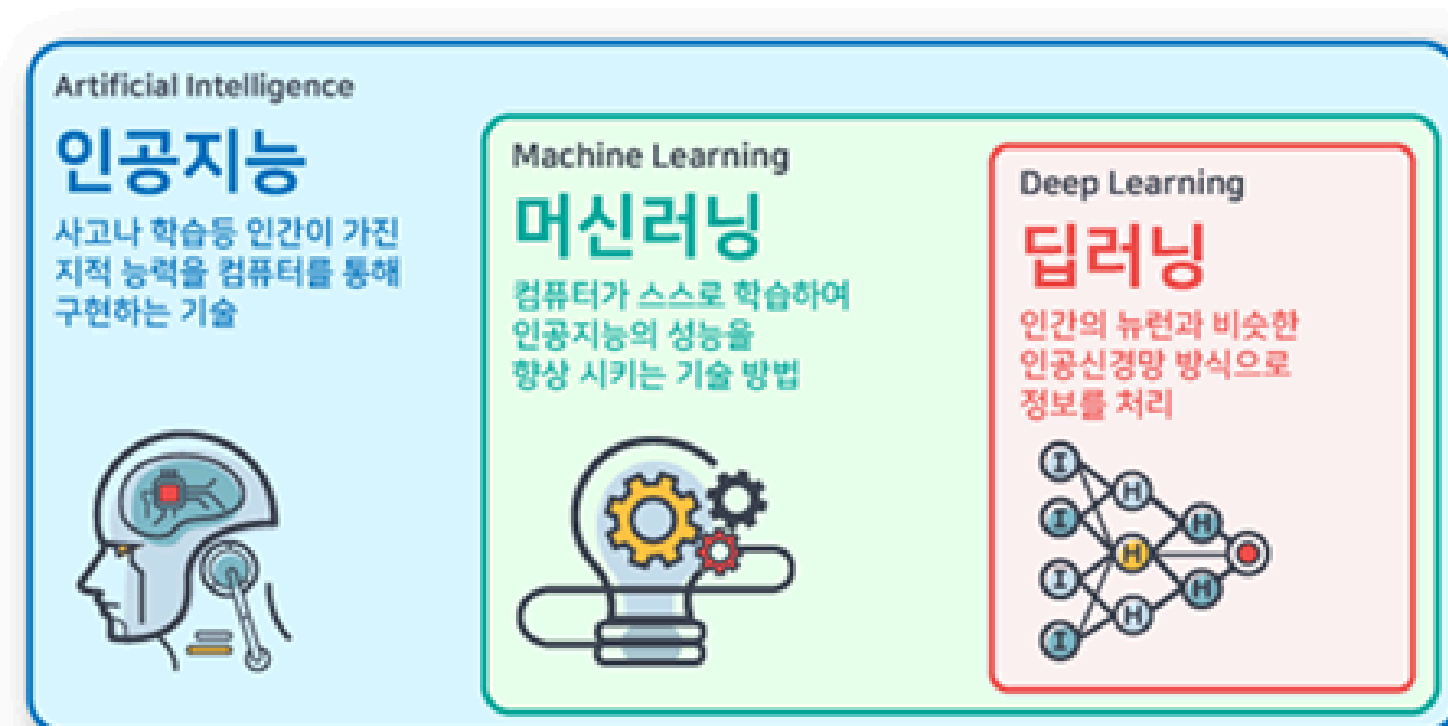 Artificial Intelligence
인공지능
사고나 학습등 인간이 가진
지적 능력을 컴퓨터를 통해
구현하는 기술
Machine Learning
머신러닝
컴퓨터가 스스로 학습하여
인공지능의 성능을
향상 시키는 기술 방법
Deep Learning
딥러닝
인간의 뉴런과 비슷한
인공신경망 방식으로
정보를 처리
I
H
I
H
H
I
H
H
I